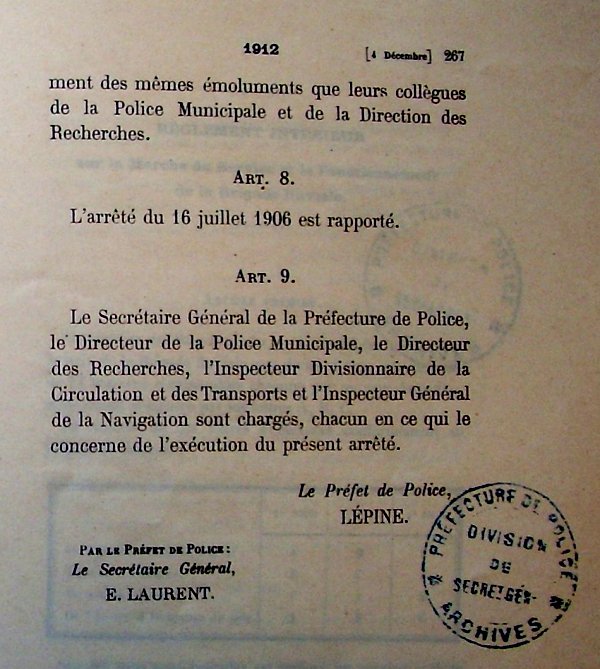 1912 [4 Décembre] 267
ment des mêmes émoluments que leurs collègues
de la Police Municipale et de la Direction des
Recherches.
ART. 8.
L'arrêté du 16 juillet 1906 est rapporté.
ART. 9.
Le Secrétaire Général de la Préfecture de Police,
le Directeur de la Police Municipale, le Directeur
des Recherches, l'Inspecteur Divisionnaire de la
Circulation et des Transports et l'Inspecteur Général
de la Navigation sont chargés, chacun en ce qui le
concerne de l'exécution du présent arrêté.
Le Préfet de Police,
LÉPINE.
PAR LE PRÉFET DE POLICE :
Le Secrétaire Général,
E. LAURENT.
PRÉFECTURE DE POLICE
DIVISION
DU
SECRET. GÉN.
ARCHIVES